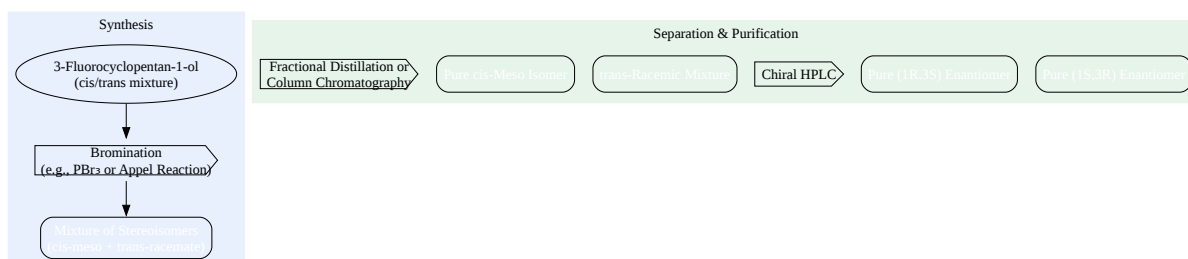 Synthesis
3-Fluorocyclopentan-1-ol
(cis/trans mixture)
Bromination
(e.g., PBr₃ or Appel Reaction)
Mixture of Stereoisomers
(cis-meso + trans-racemate)
Separation & Purification
Fractional Distillation or
Column Chromatography
Pure cis-Meso Isomer
trans-Racemic Mixture
Chiral HPLC
Pure (1R,3S) Enantiomer
Pure (1S,3R) Enantiomer